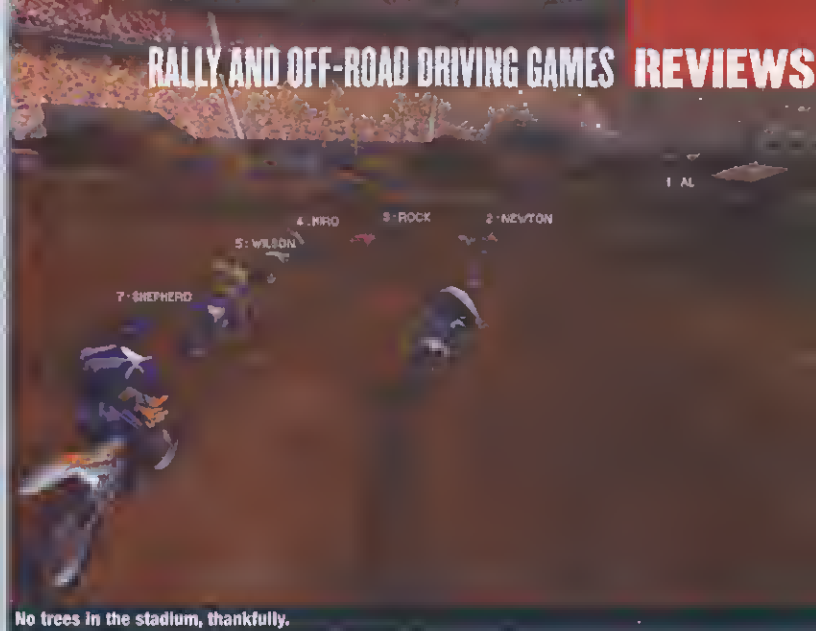 RALLY AND OFF-ROAD DRIVING GAMES REVIEWS
1 AL
4:MIRO
3-ROCK
2-NEWTON
5:WILSON
7-SHEPHERD
No trees in the stadium, thankfully.